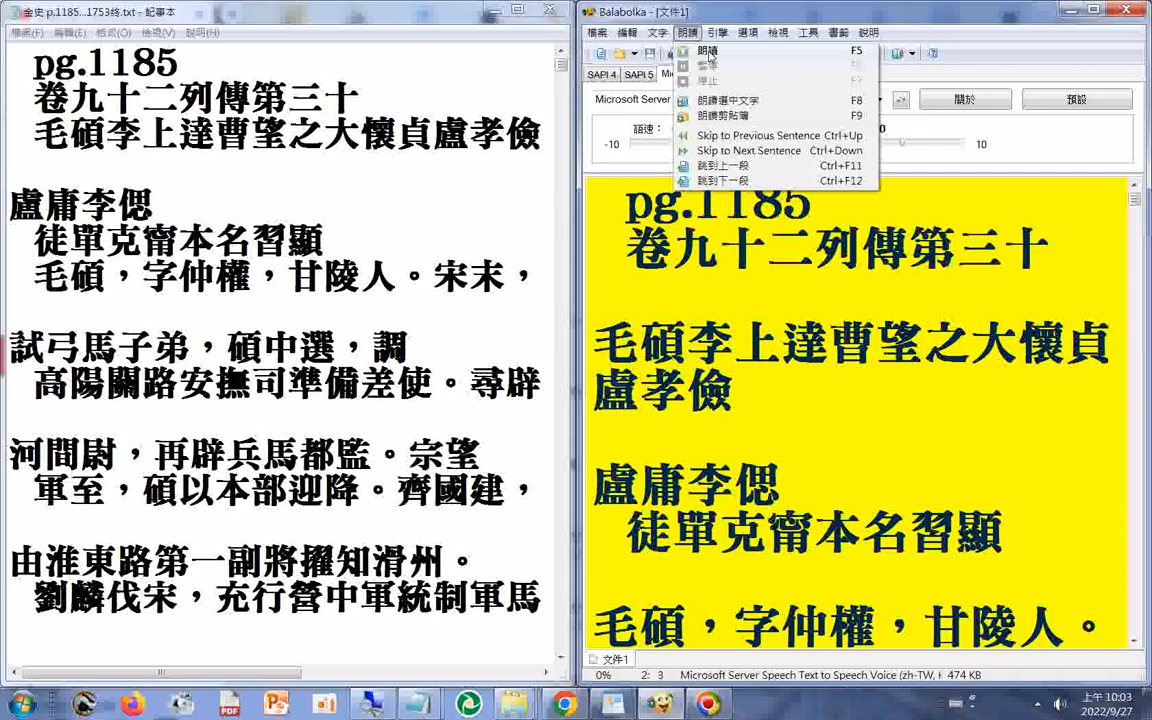 金史 p.1185...1753終.txt - 記事本
檔案(F) 編輯(E) 格式(O) 檢視(V) 說明(H)
pg.1185
卷九十二列傳第三十
毛碩李上達曹望之大懷貞盧孝儉
盧庸李偲
徒單克甯本名習顯
毛碩，字仲權，甘陵人。宋末，
試弓馬子弟，碩中選，調
高陽關路安撫司準備差使。尋辟
河間尉，再辟兵馬都監。宗望
軍至，碩以本部迎降。齊國建，
由淮東路第一副將擢知滑州。
劉麟伐宋，充行營中軍統制軍馬
Balabolka - [文件1]
檔案 編輯 文字 朗讀 引擎 選項 檢視 工具 書籤 說明
朗讀 F5
停止 F7
朗讀選中文字 F8
朗讀剪貼簿 F9
Skip to Previous Sentence Ctrl+Up
Skip to Next Sentence Ctrl+Down
跳到上一段 Ctrl+F11
跳到下一段 Ctrl+F12
SAPI 4 SAPI 5
Microsoft Server 關於 預設
語速： 0
-10 10
pg.1185
卷九十二列傳第三十
毛碩李上達曹望之大懷貞
盧孝儉
盧庸李偲
徒單克甯本名習顯
毛碩，字仲權，甘陵人。
文件1
0% 2: 3 Microsoft Server Speech Text to Speech Voice (zh-TW, 474 KB
上午 10:03
2022/9/27